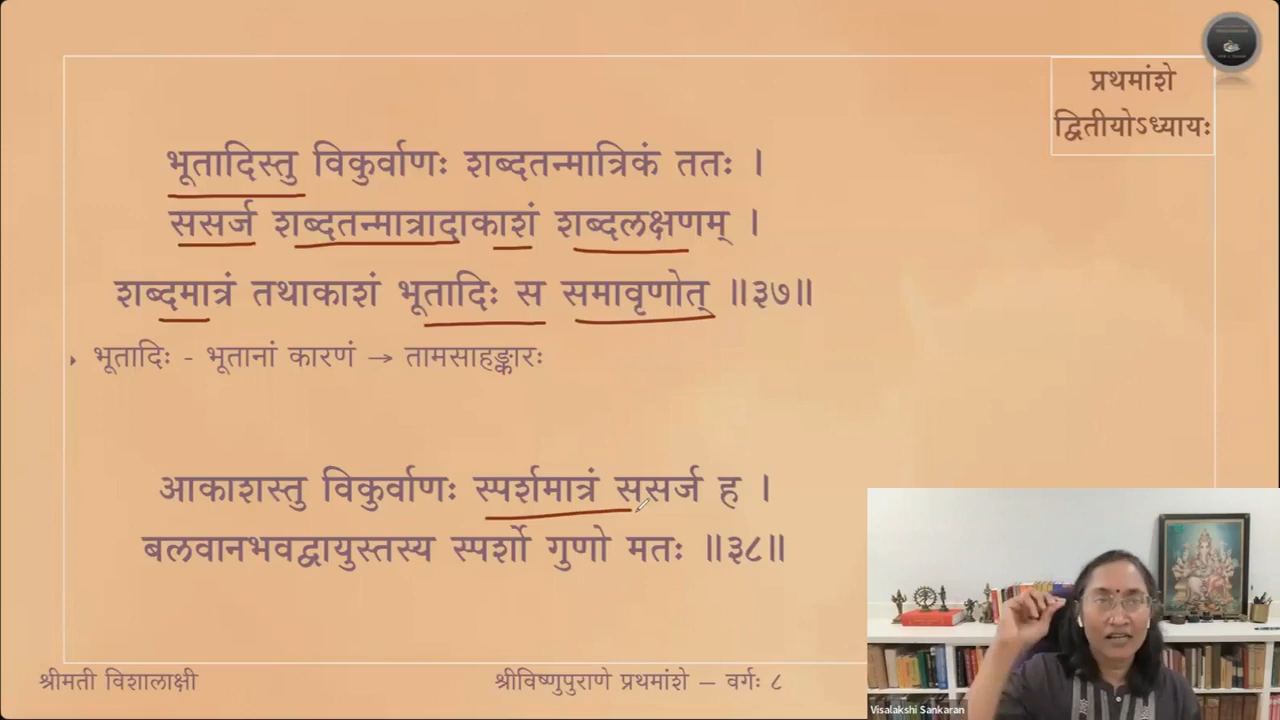 प्रथमांशे
द्वितीयोऽध्यायः
भूतादिस्तु विकुर्वाणः शब्दतन्मात्रिकं ततः ।
ससर्ज शब्दतन्मात्रादाकाशं शब्दलक्षणम् ।
शब्दमात्रं तथाकाशं भूतादिः स समावृणोत् ॥३७॥
भूतादिः - भूतानां कारणं → तामसाहङ्कारः
आकाशस्तु विकुर्वाणः स्पर्शमात्रं ससर्ज ह ।
बलवानभवद्वायुस्तस्य स्पर्शो गुणो मतः ॥३८॥
श्रीमती विशालाक्षी
श्रीविष्णुपुराणे प्रथमांशे – वर्गः ८
Visalakshi Sankaran